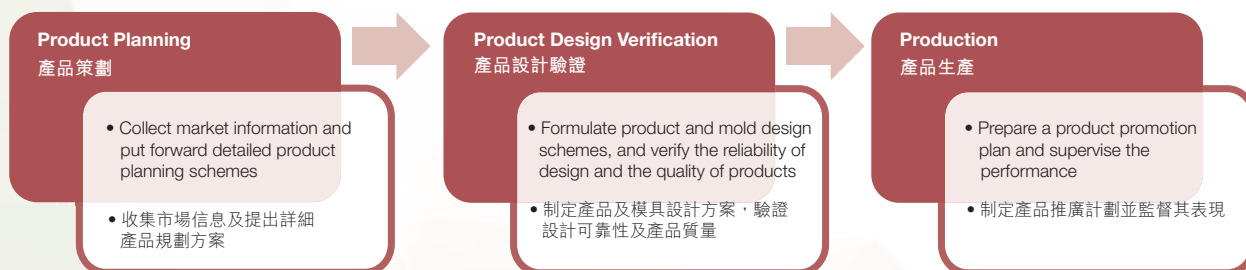 Product Planning
產品策劃
• Collect market information and
put forward detailed product
planning schemes
• 收集市場信息及提出詳細
產品規劃方案
Product Design Verification
產品設計驗證
• Formulate product and mold design
schemes, and verify the reliability of
design and the quality of products
• 制定產品及模具設計方案，驗證
設計可靠性及產品質量
Production
產品生產
• Prepare a product promotion
plan and supervise the
performance
• 制定產品推廣計劃並監督其表現